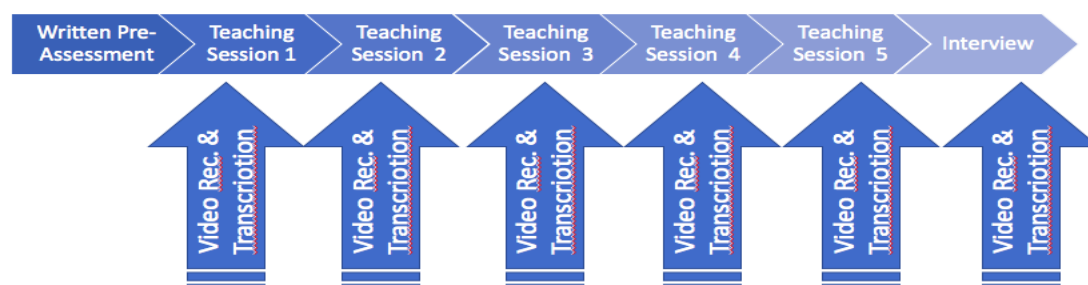 Written Pre-
Assessment
Teaching
Session 1
Teaching
Session 2
Teaching
Session 3
Teaching
Session 4
Teaching
Session 5
Interview
Video Rec. &
Transcriotion
Video Rec. &
Transcriotion
Video Rec. &
Transcriotion
Video Rec. &
Transcriotion
Video Rec. &
Transcriotion
Video Rec. &
Transcriotion